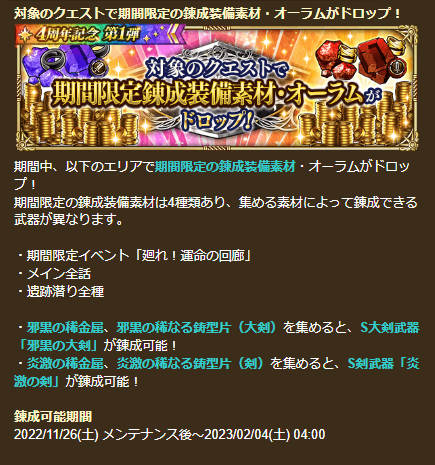 対象のクエストで期間限定の錬成装備素材・オーラムがドロップ！
4周年記念 第1弾
対象のクエストで
期間限定錬成装備素材・オーラムが
ドロップ！
期間中、以下のエリアで期間限定の錬成装備素材・オーラムがドロッ
プ！
期間限定の錬成装備素材は4種類あり、集める素材によって錬成できる
武器が異なります。
・期間限定イベント「廻れ！運命の回廊」
・メイン全話
・遺跡潜り全種
・邪黒の稀金屋、邪黒の稀なる鋳型片（大剣）を集めると、S大剣武器
「邪黒の大剣」が錬成可能！
・炎激の稀金屋、炎激の稀なる鋳型片（剣）を集めると、S剣武器「炎
激の剣」が錬成可能！
錬成可能期間
2022/11/26(土) メンテナンス後～2023/02/04(土) 04:00